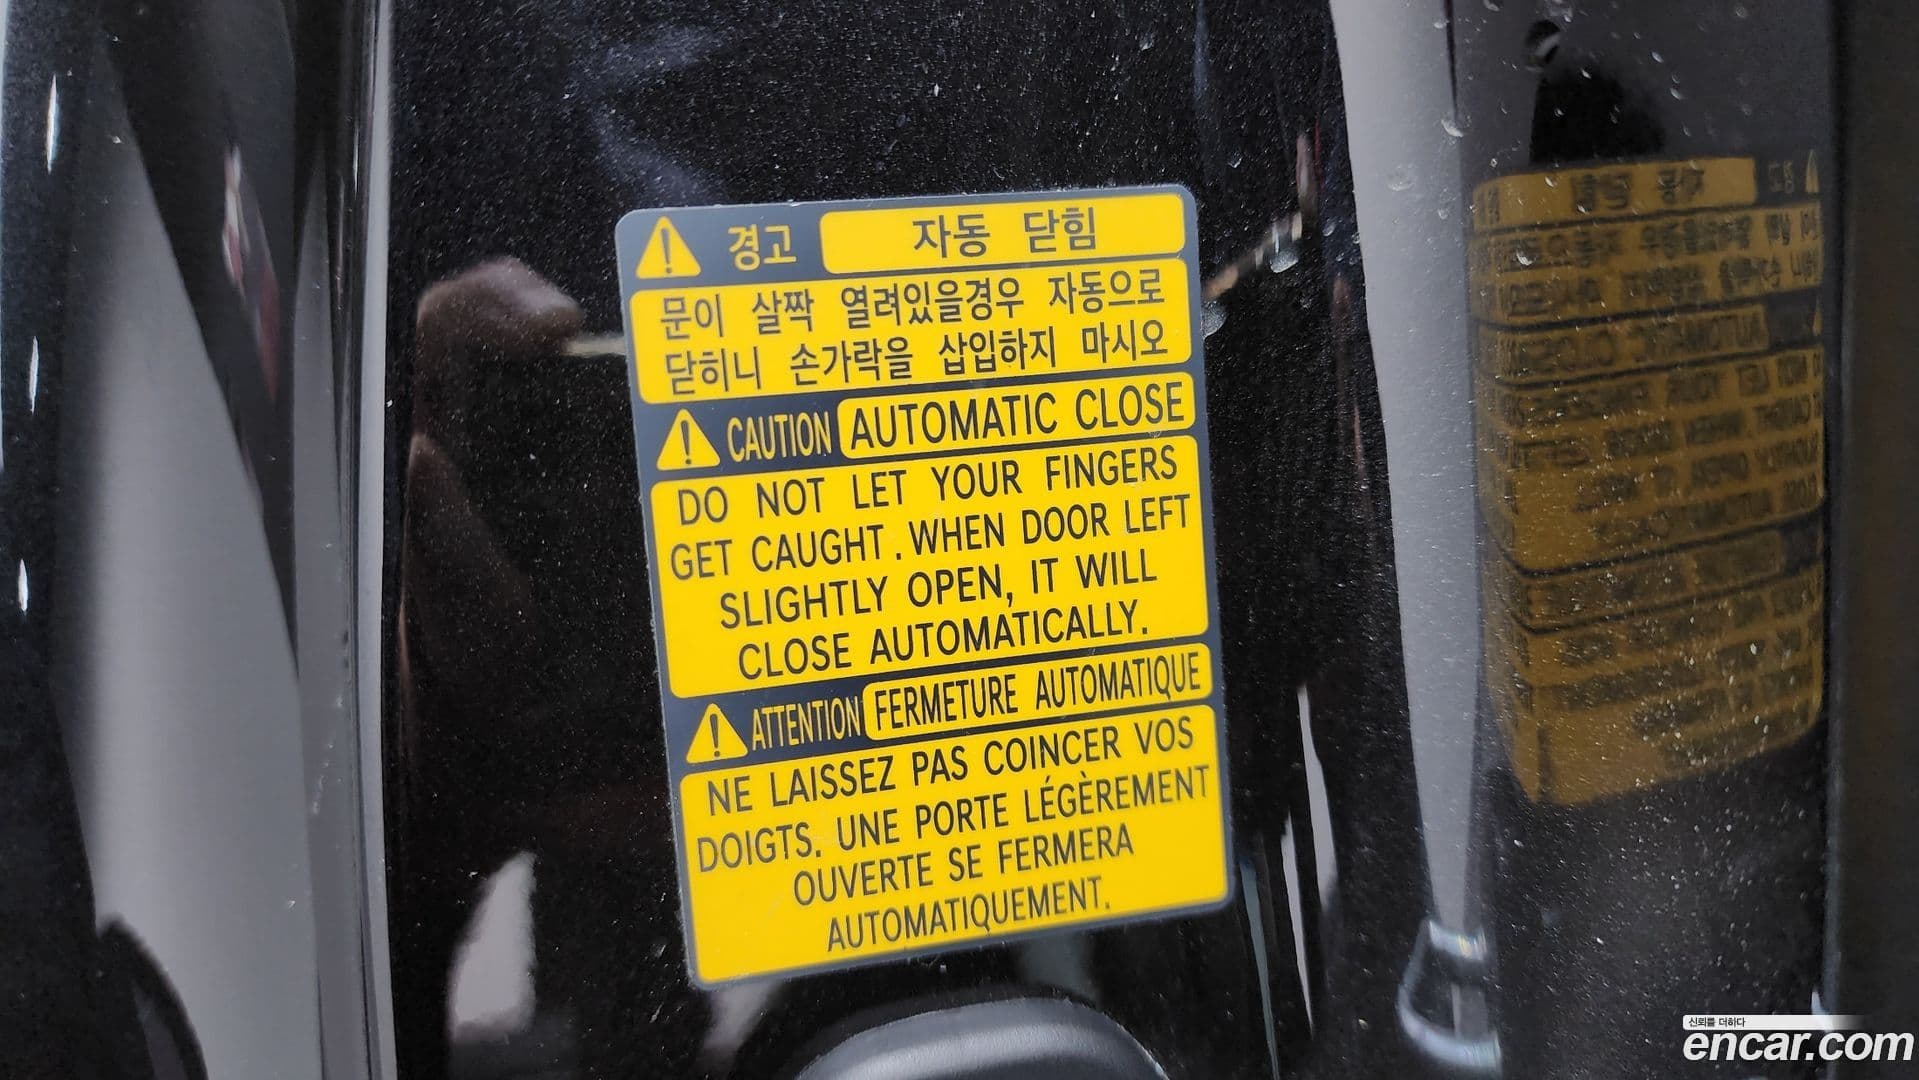 경고 자동 닫힘
문이 살짝 열려있을경우 자동으로
닫히니 손가락을 삽입하지 마시오
CAUTION AUTOMATIC CLOSE
DO NOT LET YOUR FINGERS
GET CAUGHT. WHEN DOOR LEFT
SLIGHTLY OPEN, IT WILL
CLOSE AUTOMATICALLY.
ATTENTION FERMETURE AUTOMATIQUE
NE LAISSEZ PAS COINCER VOS
DOIGTS. UNE PORTE LÉGÈREMENT
OUVERTE SE FERMERA
AUTOMATIQUEMENT.
신뢰를 더하다
encar.com